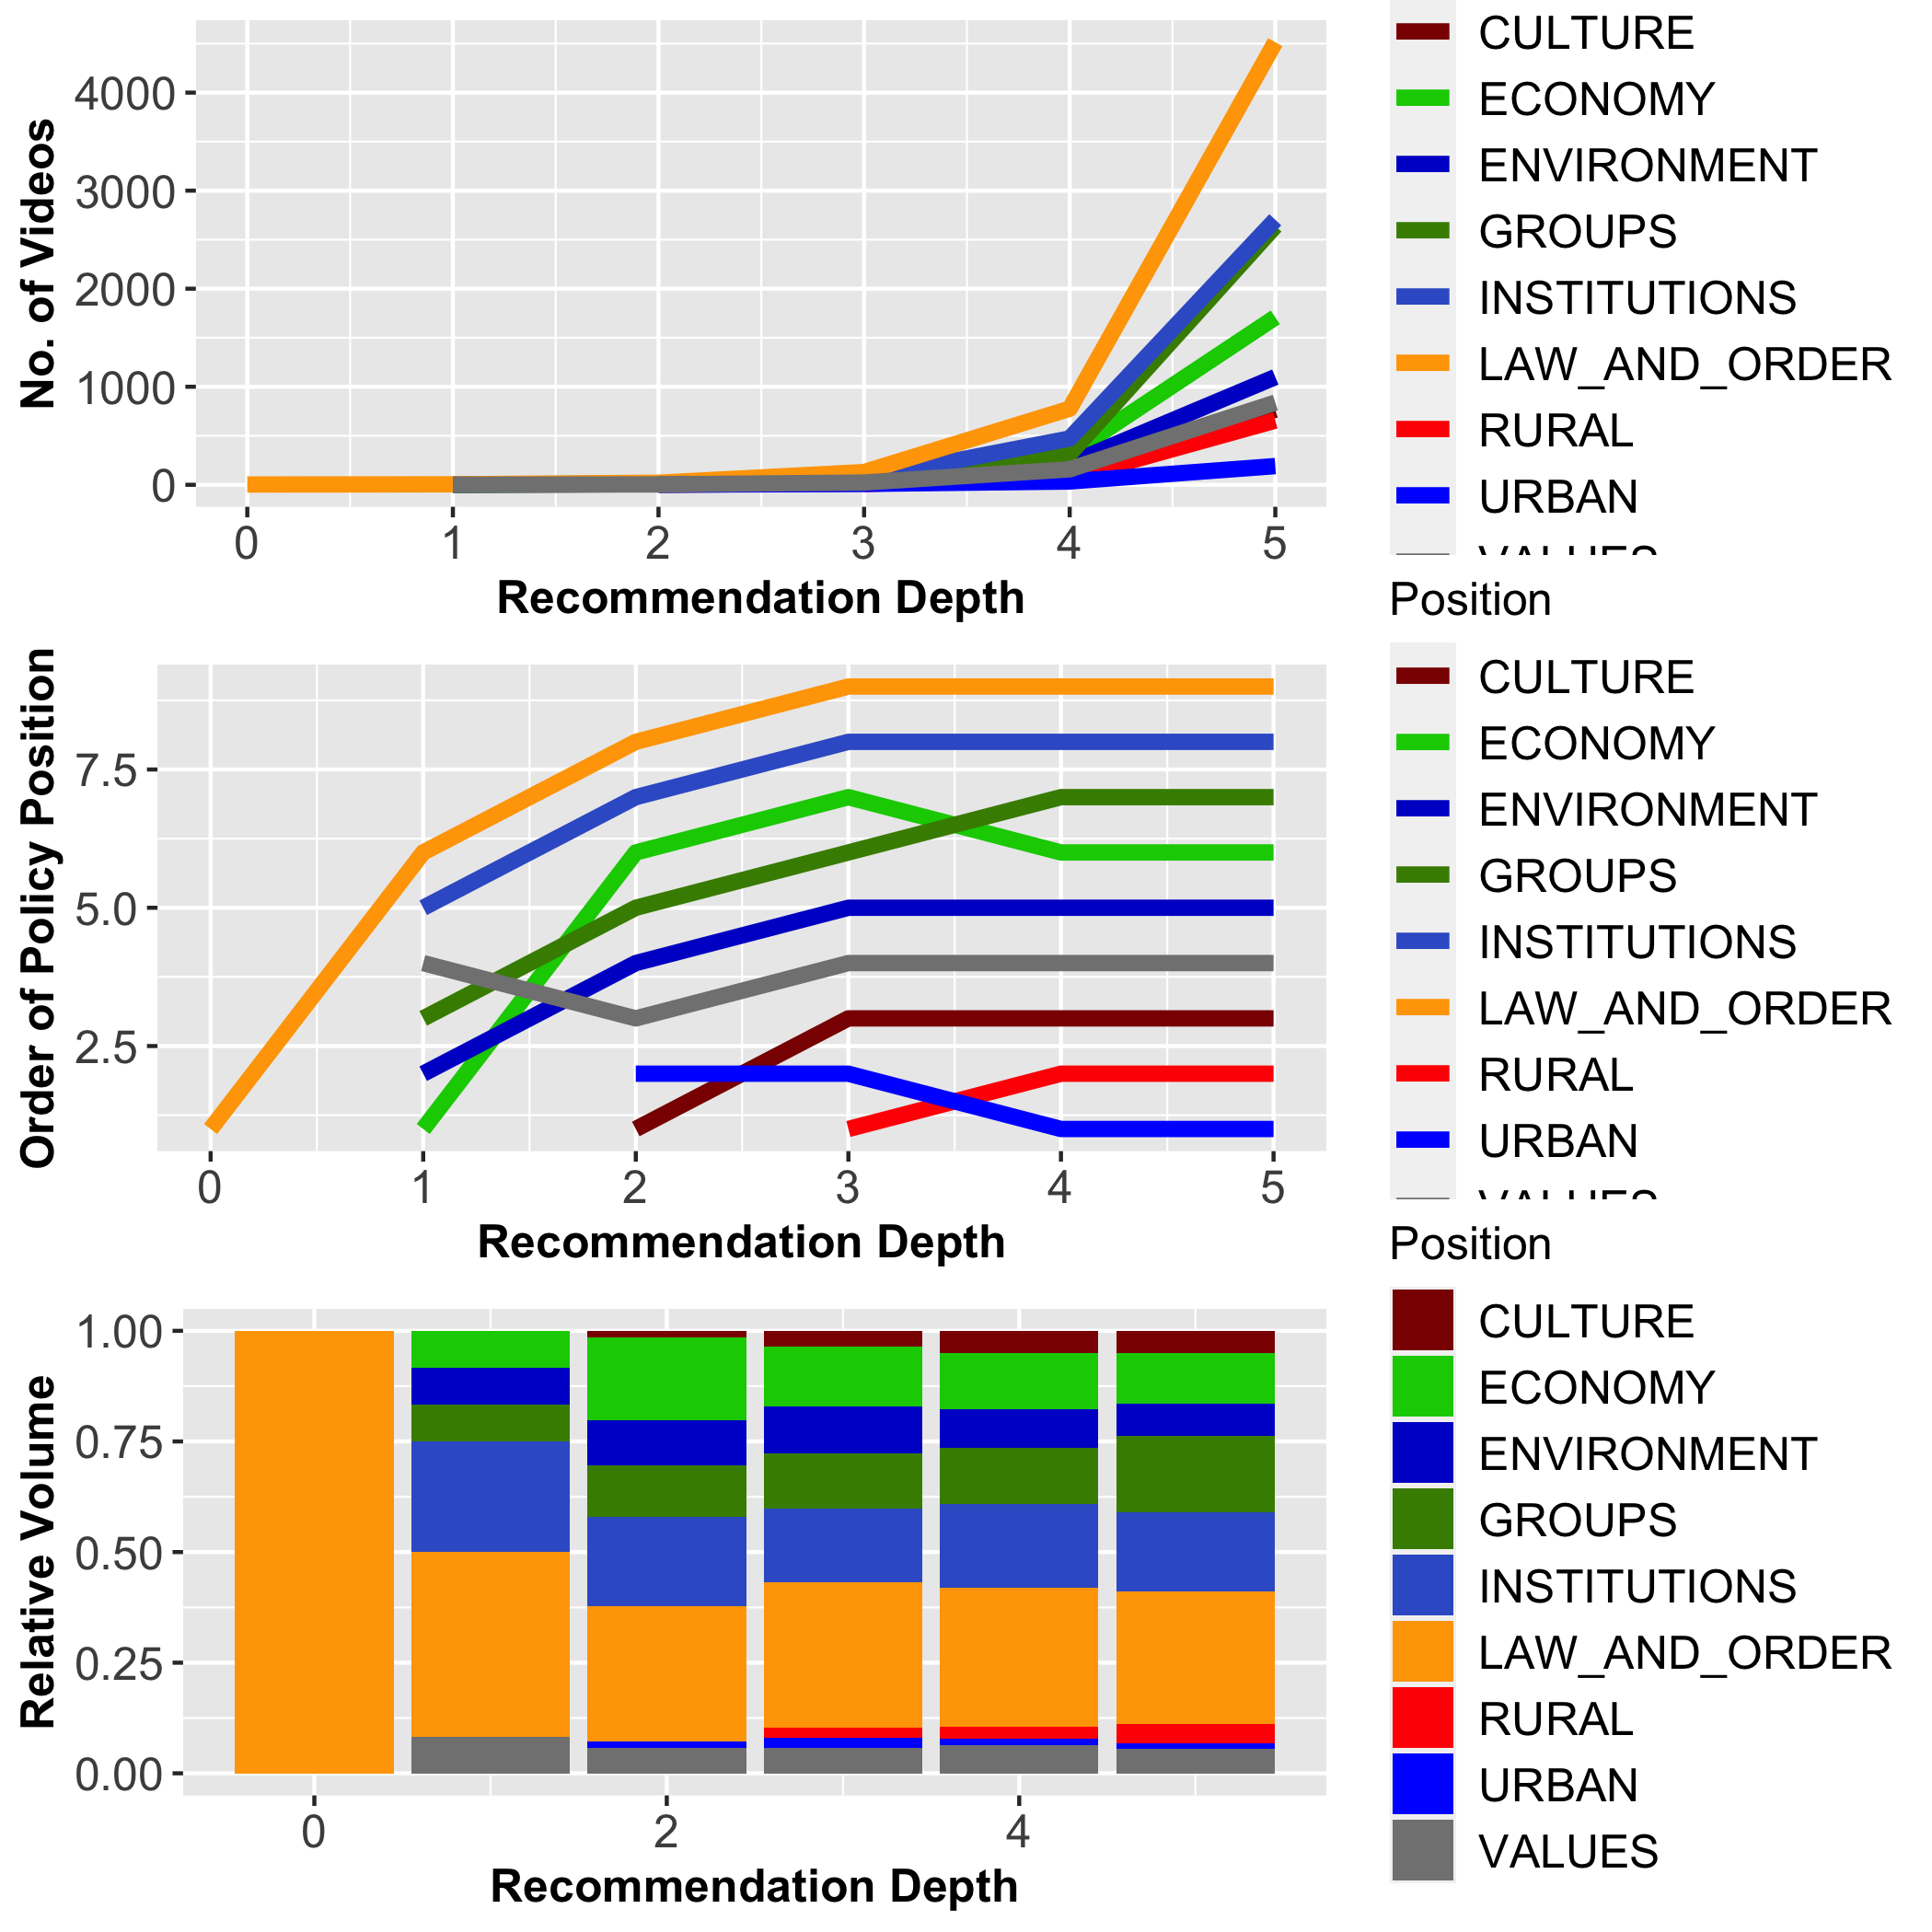 CULTURE
ECONOMY
ENVIRONMENT
GROUPS
INSTITUTIONS
LAW_AND_ORDER
RURAL
URBAN
VALUES
No. of Videos
4000
3000
2000
1000
0
0 1 2 3 4 5
Recommendation Depth
Position
CULTURE
ECONOMY
ENVIRONMENT
GROUPS
INSTITUTIONS
LAW_AND_ORDER
RURAL
URBAN
VALUES
Order of Policy Position
7.5
5.0
2.5
0 1 2 3 4 5
Recommendation Depth
Position
CULTURE
ECONOMY
ENVIRONMENT
GROUPS
INSTITUTIONS
LAW_AND_ORDER
RURAL
URBAN
VALUES
Relative Volume
1.00
0.75
0.50
0.25
0.00
0 2 4
Recommendation Depth